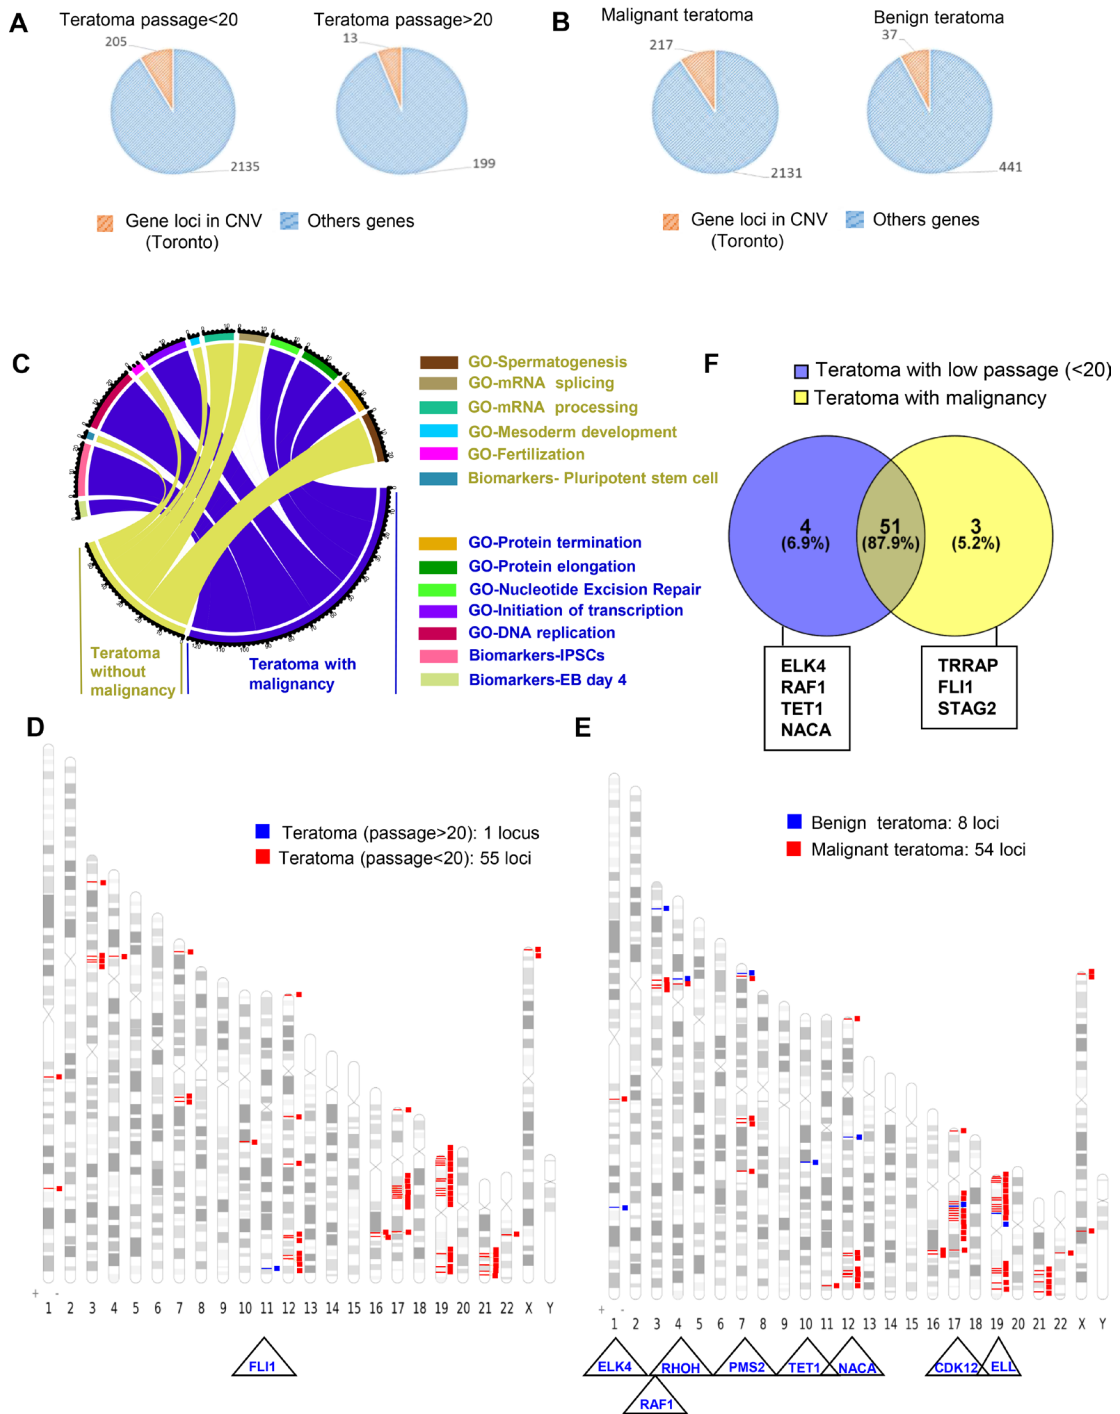 A
Teratoma passage<20
Teratoma passage>20
205
2135
13
199
Gene loci in CNV
(Toronto)
Others genes
B
Malignant teratoma
Benign teratoma
217
2131
37
441
Gene loci in CNV
(Toronto)
Others genes
C
GO-Spermatogenesis
GO-mRNA splicing
GO-mRNA processing
GO-Mesoderm development
GO-Fertilization
Biomarkers- Pluripotent stem cell
GO-Protein termination
GO-Protein elongation
GO-Nucleotide Excision Repair
GO-Initiation of transcription
GO-DNA replication
Biomarkers-IPSCs
Biomarkers-EB day 4
Teratoma
without
malignancy
Teratoma with
malignancy
F
Teratoma with low passage (<20)
Teratoma with malignancy
4
(6.9%)
51
(87.9%)
3
(5.2%)
ELK4
RAF1
TET1
NACA
TRRAP
FLI1
STAG2
D
Teratoma (passage>20): 1 locus
Teratoma (passage<20): 55 loci
+ -
1 2 3 4 5 6 7 8 9 10 11 12 13 14 15 16 17 18 19 20 21 22 X Y
FLI1
E
Benign teratoma: 8 loci
Malignant teratoma: 54 loci
+ -
1 2 3 4 5 6 7 8 9 10 11 12 13 14 15 16 17 18 19 20 21 22 X Y
ELK4 RHOH PMS2 TET1 NACA CDK12 ELL
RAF1